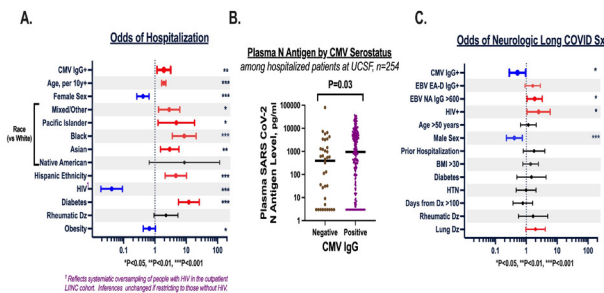 A.
Odds of Hospitalization
CMV IgG+
Age, per 10y+
Female Sex
Race
(vs White)
Mixed/Other
Pacific Islander
Black
Asian
Native American
Hispanic Ethnicity
HIV¹
Diabetes
Rheumatic Dz
Obesity
**
***
***
*
*
***
**
***
***
***
*
0.1 1 10 100
*P<0.05, **P<0.01, ***P<0.001
¹ Reflects systematic oversampling of people with HIV in the outpatient
LIINC cohort. Inferences unchanged if restricting to those without HIV.
B.
Plasma N Antigen by CMV Serostatus
among hospitalized patients at UCSF, n=254
P=0.03
Plasma SARS CoV-2
N Antigen Level, pg/ml
100000
10000
1000
100
10
1
Negative Positive
CMV IgG
C.
Odds of Neurologic Long COVID Sx
CMV IgG+
EBV EA-D IgG+
EBV NA IgG >600
HIV+
Age >50 years
Male Sex
Prior Hospitalization
BMI >30
Diabetes
HTN
Days from Dx >100
Rheumatic Dz
Lung Dz
*
*
*
***
0.1 1 10 100
*P<0.05, **P<0.01, ***P<0.001